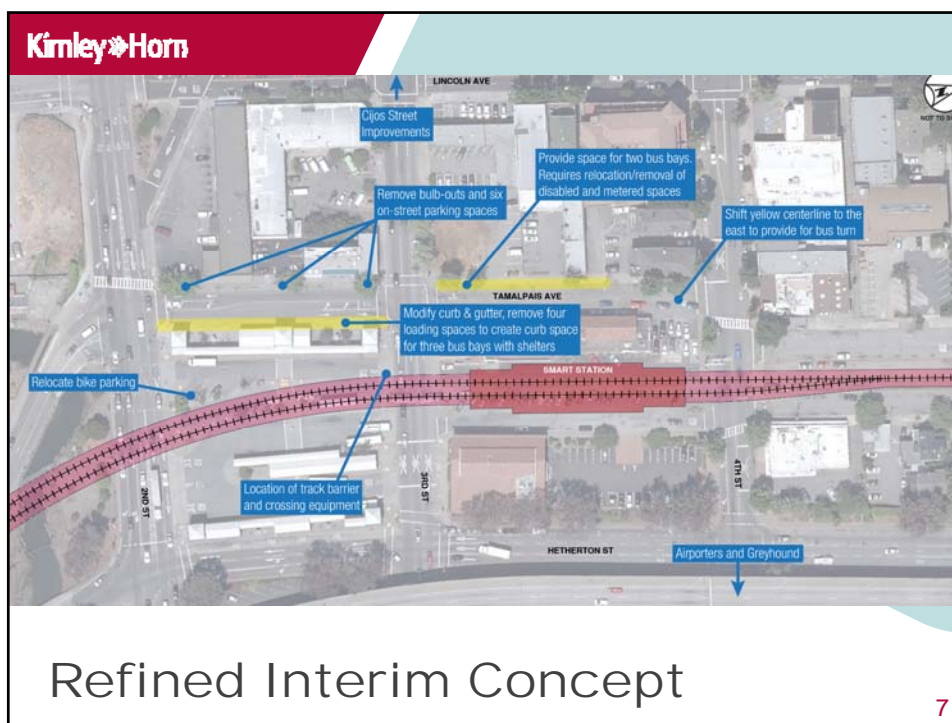 Kimley»Horn
LINCOLN AVE
NOT TO
Cijos Street
Improvements
Provide space for two bus bays.
Requires relocation/removal of
disabled and metered spaces
Remove bulb-outs and six
on-street parking spaces
Shift yellow centerline to the
east to provide for bus turn
TAMALPAIS AVE
Modify curb & gutter, remove four
loading spaces to create curb space
for three bus bays with shelters
SMART STATION
Relocate bike parking
2ND ST
3RD ST
4TH ST
Location of track barrier
and crossing equipment
HETHERTON ST
Airporters and Greyhound
Refined Interim Concept
7